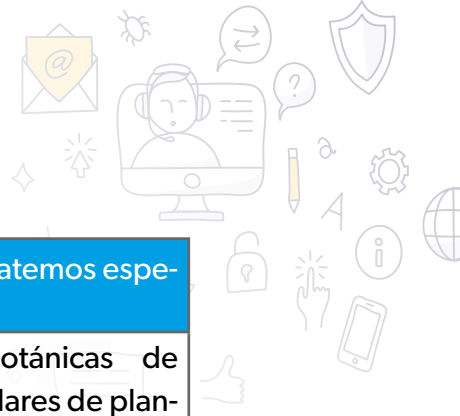 atemos espe-
otánicas de
lares de plan-